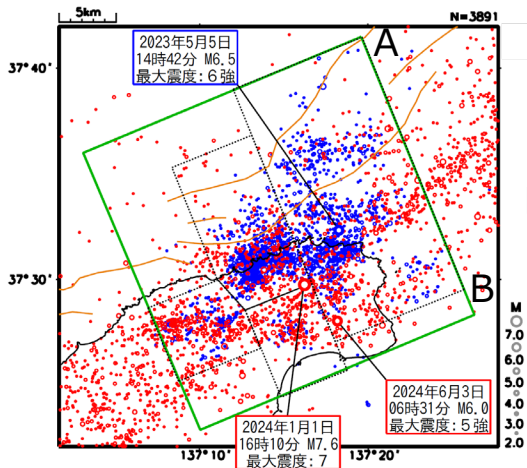 5km
N=3891
A
2023年5月5日
14時42分 M6.5
最大震度:6強
37°40'
37°30'
B
M
7.0
6.0
5.0
4.0
3.0
2.0
2024年6月3日
06時31分 M6.0
最大震度:5強
2024年1月1日
16時10分 M7.6
最大震度:7
137°10'
137°20'